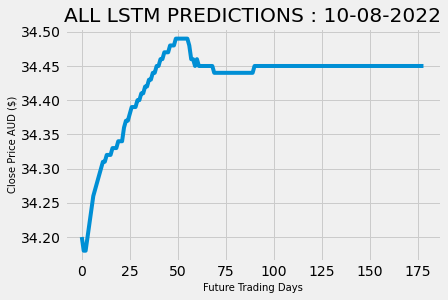 ALL LSTM PREDICTIONS : 10-08-2022
34.50
34.45
34.40
34.35
34.30
34.25
34.20
Close Price AUD ($)
0 25 50 75 100 125 150 175
Future Trading Days